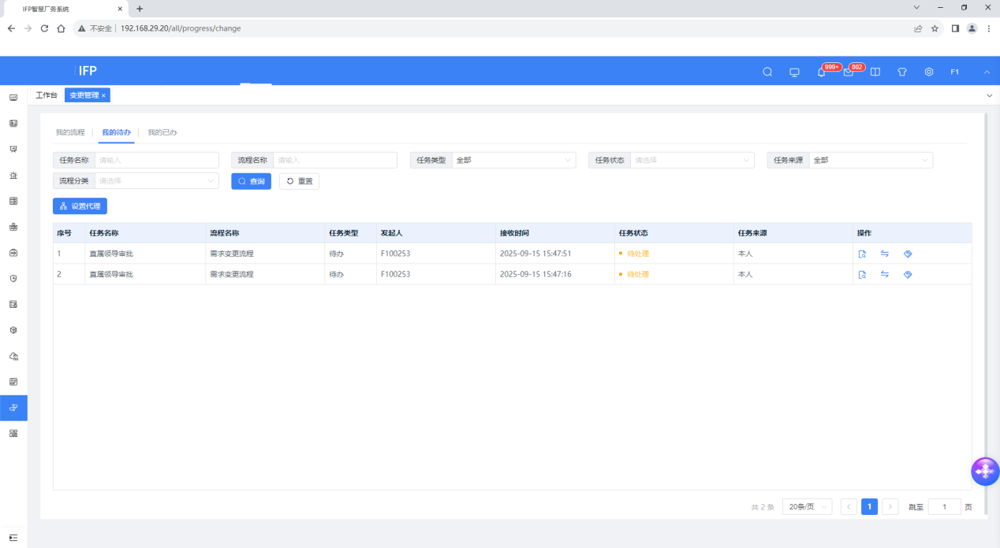 IFP智慧厂务系统
不安全 192.168.29.20/all/progress/change
IFP
999+
802
F1
工作台 变更管理 ×
我的流程 我的待办 我的已办
任务名称 请输入 流程名称 请输入 任务类型 全部 任务状态 请选择 任务来源 全部
流程分类 请选择 查询 重置
设置代理
序号 任务名称 流程名称 任务类型 发起人 接收时间 任务状态 任务来源 操作
1 直属领导审批 需求变更流程 待办 F100253 2025-09-15 15:47:51 待处理 本人
2 直属领导审批 需求变更流程 待办 F100253 2025-09-15 15:47:16 待处理 本人
共 2 条 20条/页 1 跳至 1 页